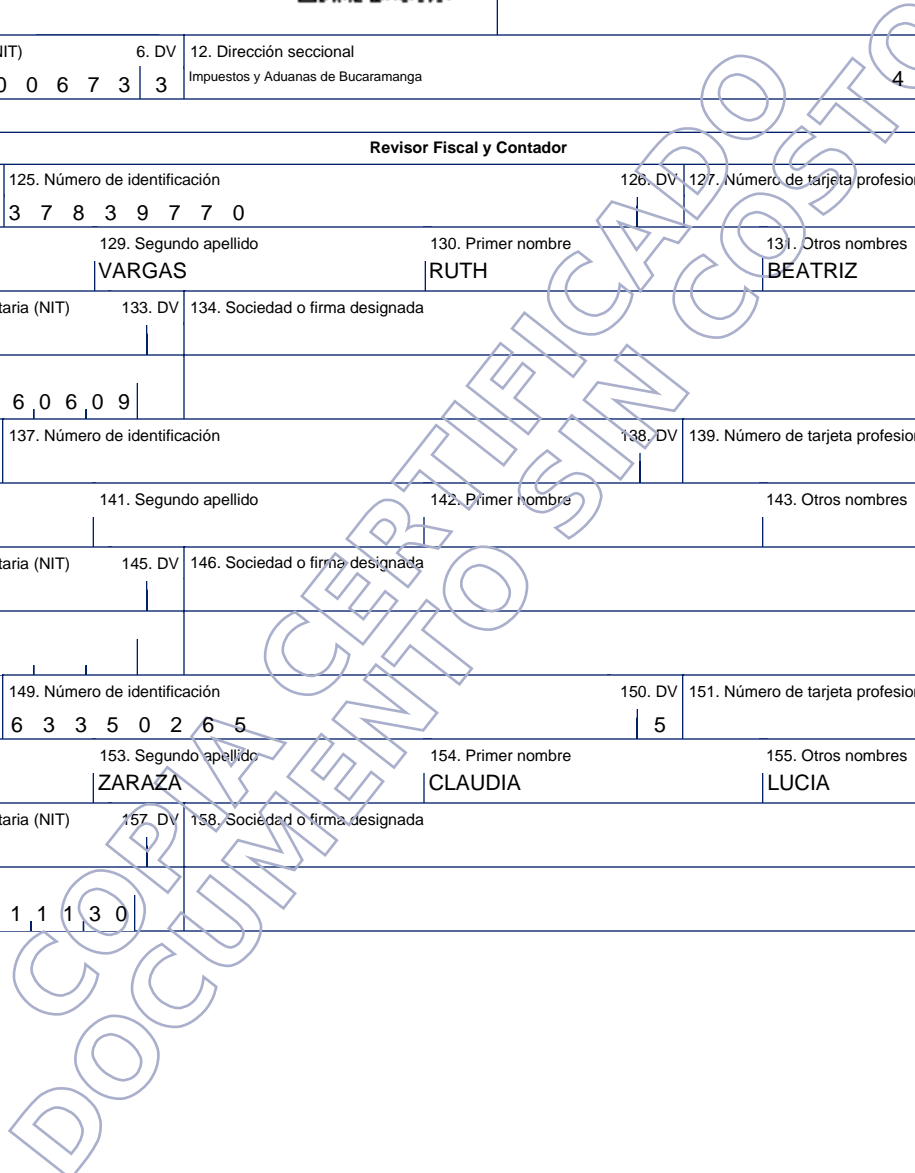 NIT) 6. DV 12. Dirección seccional
0 0 6 7 3 3 Impuestos y Aduanas de Bucaramanga 4
Revisor Fiscal y Contador
125. Número de identificación 126. DV 127. Número de tarjeta profesion
3 7 8 3 9 7 7 0
129. Segundo apellido 130. Primer nombre 131. Otros nombres
VARGAS RUTH BEATRIZ
taria (NIT) 133. DV 134. Sociedad o firma designada
6 0 6 0 9
137. Número de identificación 138. DV 139. Número de tarjeta profesion
141. Segundo apellido 142. Primer nombre 143. Otros nombres
taria (NIT) 145. DV 146. Sociedad o firma designada
149. Número de identificación 150. DV 151. Número de tarjeta profesion
6 3 3 5 0 2 6 5 5
153. Segundo apellido 154. Primer nombre 155. Otros nombres
ZARAZA CLAUDIA LUCIA
taria (NIT) 157. DV 158. Sociedad o firma designada
1 1 1 3 0
COPIA CERTIFICADO
DOCUMENTO SIN COSTO